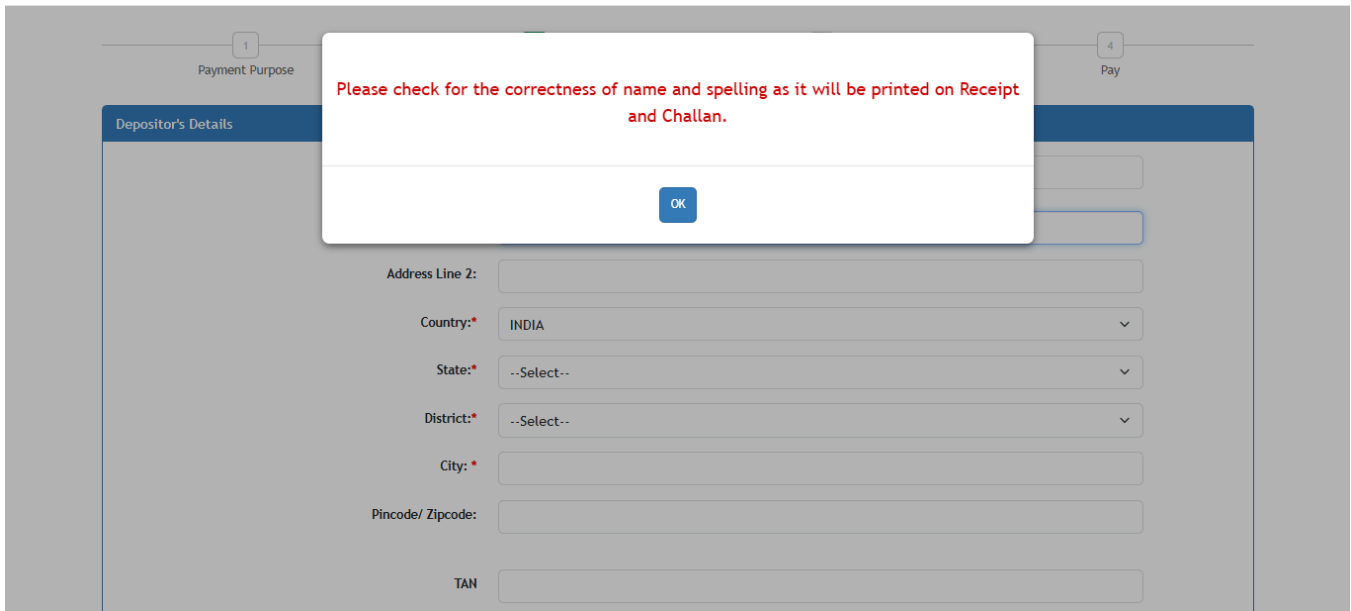 1
4
Payment Purpose
Pay
Please check for the correctness of name and spelling as it will be printed on Receipt
and Challan.
Depositor's Details
OK
Address Line 2:
Country:*
INDIA
State:*
--Select--
District:*
--Select--
City: *
Pincode/ Zipcode:
TAN